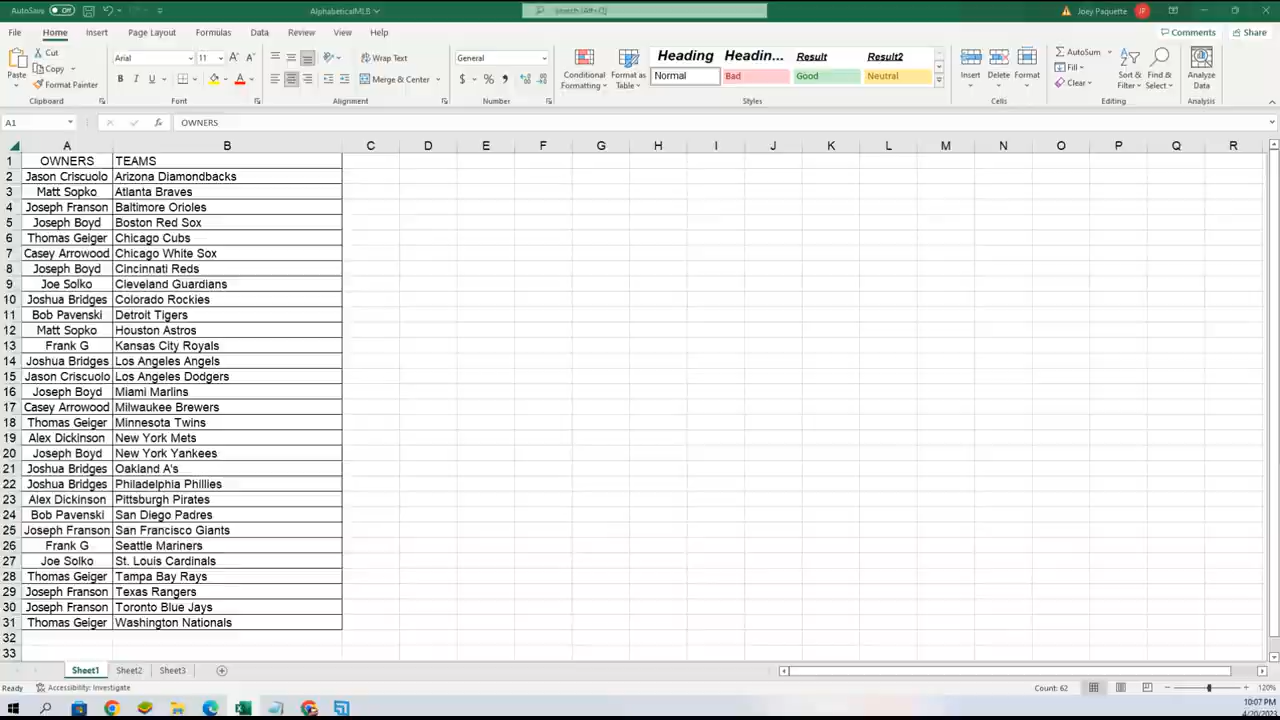 AutoSave Off AlphabeticalMLB Search (Alt+Q) Joey Paquette JP
File Home Insert Page Layout Formulas Data Review View Help Comments Share
Paste Cut Copy Format Painter Clipboard
Arial 11 B I U Font
Wrap Text Merge & Center Alignment
General $ % Number
Conditional Formatting Format as Table
Heading Headin... Result Result2
Normal Bad Good Neutral
Styles
Insert Delete Format Cells
AutoSum Fill Clear Sort & Filter Find & Select Editing
Analyze Data Analysis
A1 fx OWNERS
A B C D E F G H I J K L M N O P Q R
1 OWNERS TEAMS
2 Jason Criscuolo Arizona Diamondbacks
3 Matt Sopko Atlanta Braves
4 Joseph Franson Baltimore Orioles
5 Joseph Boyd Boston Red Sox
6 Thomas Geiger Chicago Cubs
7 Casey Arrowood Chicago White Sox
8 Joseph Boyd Cincinnati Reds
9 Joe Solko Cleveland Guardians
10 Joshua Bridges Colorado Rockies
11 Bob Pavenski Detroit Tigers
12 Matt Sopko Houston Astros
13 Frank G Kansas City Royals
14 Joshua Bridges Los Angeles Angels
15 Jason Criscuolo Los Angeles Dodgers
16 Joseph Boyd Miami Marlins
17 Casey Arrowood Milwaukee Brewers
18 Thomas Geiger Minnesota Twins
19 Alex Dickinson New York Mets
20 Joseph Boyd New York Yankees
21 Joshua Bridges Oakland A's
22 Joshua Bridges Philadelphia Phillies
23 Alex Dickinson Pittsburgh Pirates
24 Bob Pavenski San Diego Padres
25 Joseph Franson San Francisco Giants
26 Frank G Seattle Mariners
27 Joe Solko St. Louis Cardinals
28 Thomas Geiger Tampa Bay Rays
29 Joseph Franson Texas Rangers
30 Joseph Franson Toronto Blue Jays
31 Thomas Geiger Washington Nationals
32
33
Sheet1 Sheet2 Sheet3
Ready Accessibility: Investigate Count: 62 120%
10:07 PM
4/20/2023